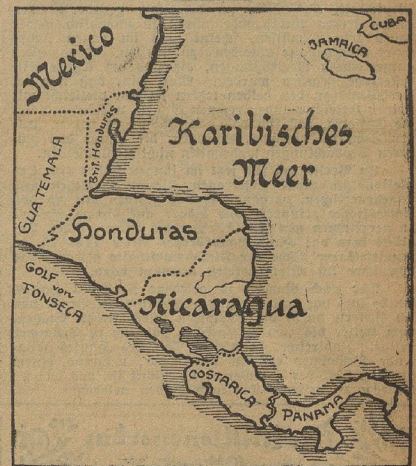 Mexico
CUBA
JAMAICA
Brit. Honduras
Karibisches
Meer
GUATEMALA
Honduras
GOLF von
FONSECA
Nicaragua
COSTARICA
PANAMA